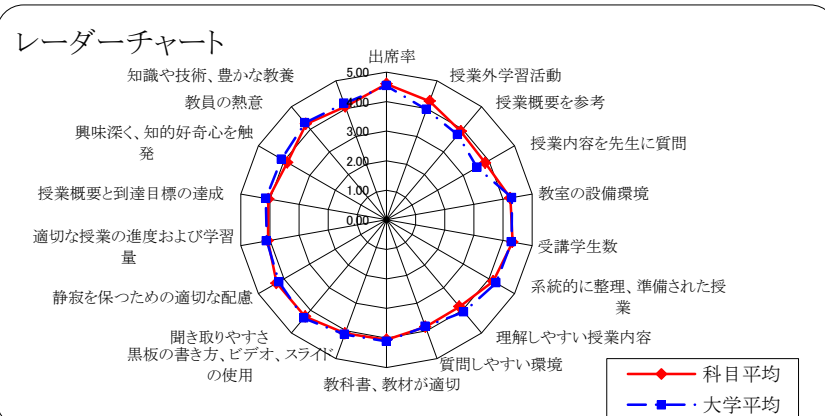 レーダーチャート
出席率
授業外学習活動
授業概要を参考
授業内容を先生に質問
教室の設備環境
受講学生数
系統的に整理、準備された授
業
理解しやすい授業内容
質問しやすい環境
教科書、教材が適切
黒板の書き方、ビデオ、スライド
の使用
聞き取りやすさ
静寂を保つための適切な配慮
適切な授業の進度および学習
量
授業概要と到達目標の達成
興味深く、知的好奇心を触
発
教員の熱意
知識や技術、豊かな教養
5.00
4.00
3.00
2.00
1.00
0.00
科目平均
大学平均